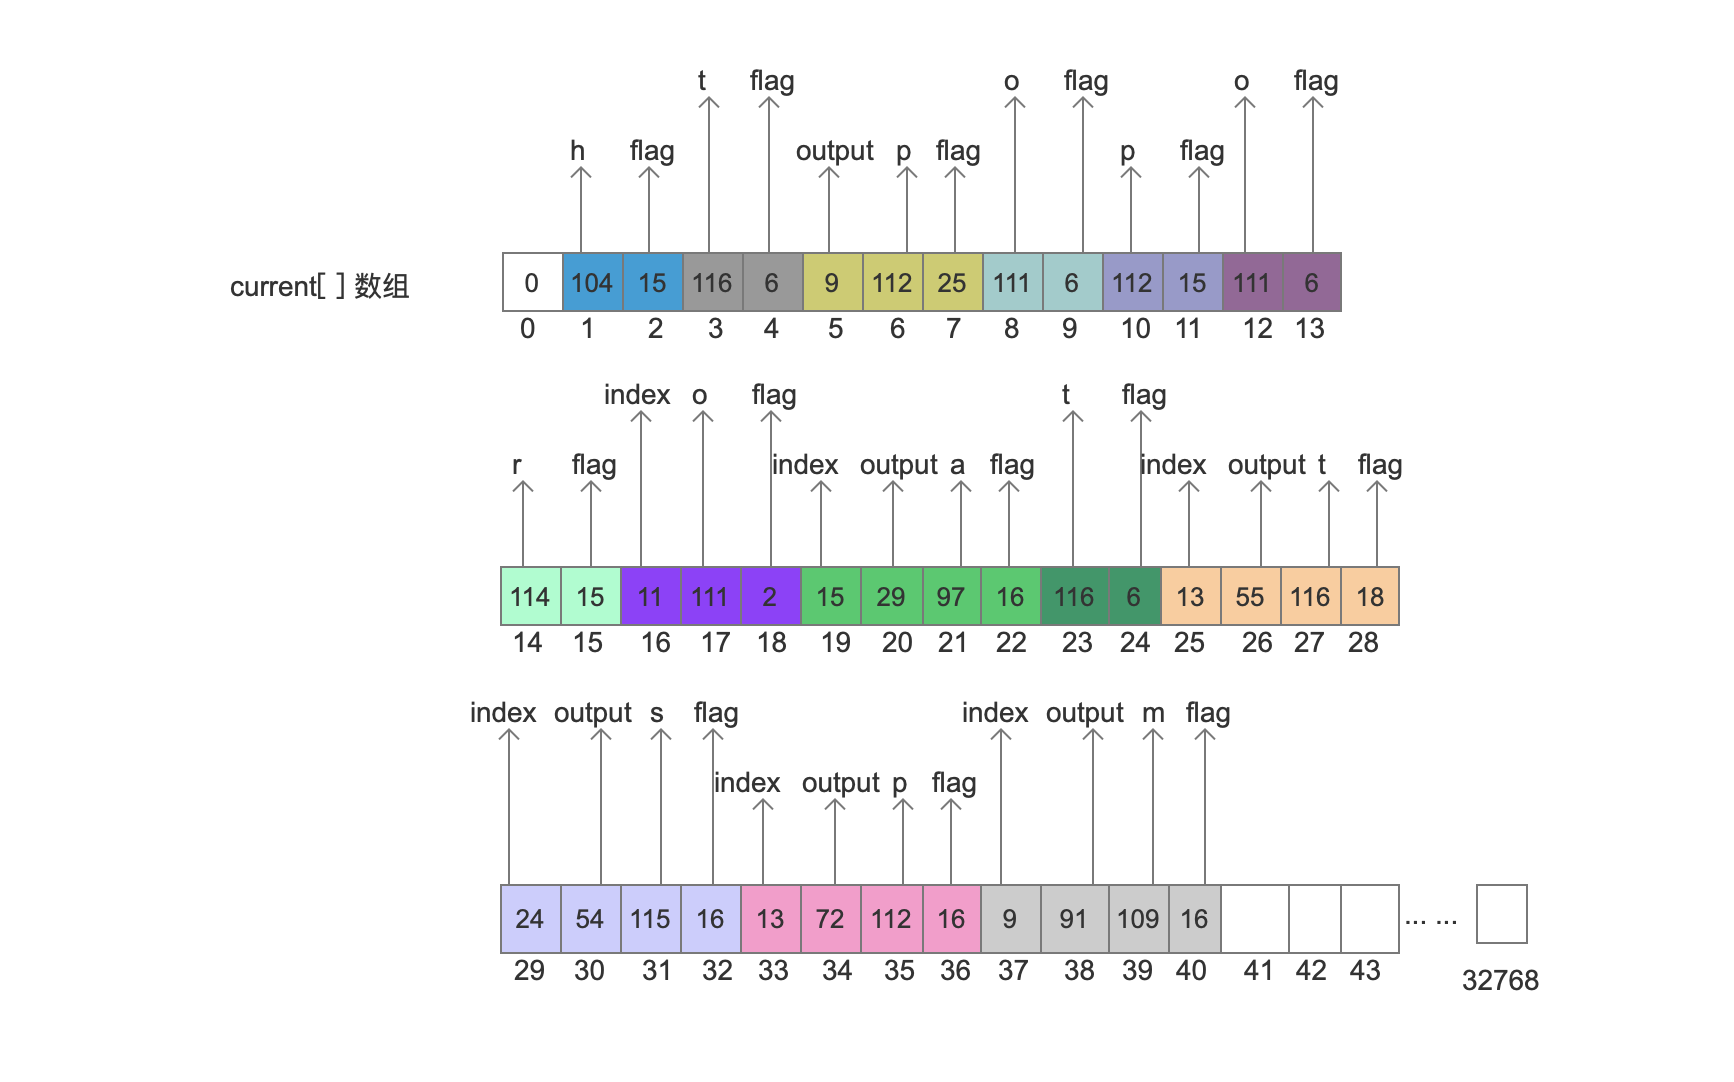 t flag o flag o flag
h flag output p flag p flag
current[ ] 数组 0 104 15 116 6 9 112 25 111 6 112 15 111 6
0 1 2 3 4 5 6 7 8 9 10 11 12 13
index o flag t flag
r flag index output a flag index output t flag
114 15 11 111 2 15 29 97 16 116 6 13 55 116 18
14 15 16 17 18 19 20 21 22 23 24 25 26 27 28
index output s flag index output m flag
index output p flag
24 54 115 16 13 72 112 16 9 91 109 16 ... ...
29 30 31 32 33 34 35 36 37 38 39 40 41 42 43 32768